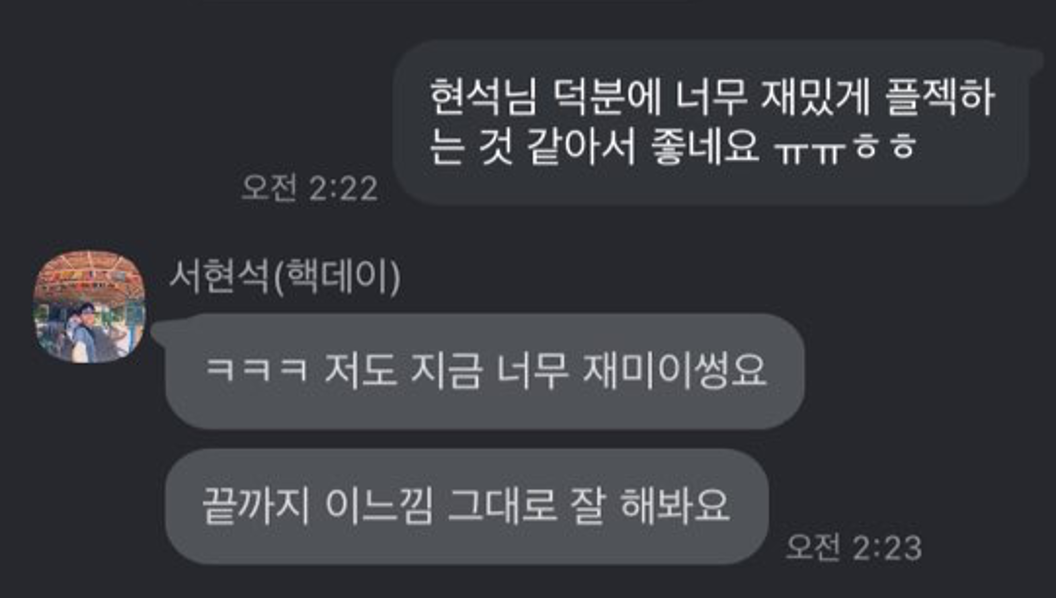 현석님 덕분에 너무 재밌게 플젝하
는 것 같아서 좋네요 ㅠㅠㅎㅎ
오전 2:22
서현석(핵데이)
ㅋㅋㅋ 저도 지금 너무 재미이썽요
끝까지 이느낌 그대로 잘 해봐요
오전 2:23